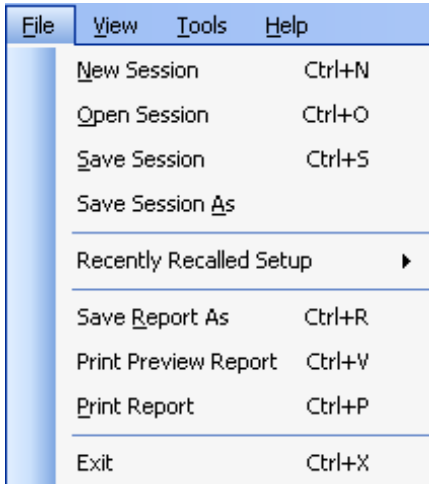 File View Tools Help
New Session Ctrl+N
Open Session Ctrl+O
Save Session Ctrl+S
Save Session As
Recently Recalled Setup
Save Report As Ctrl+R
Print Preview Report Ctrl+V
Print Report Ctrl+P
Exit Ctrl+X